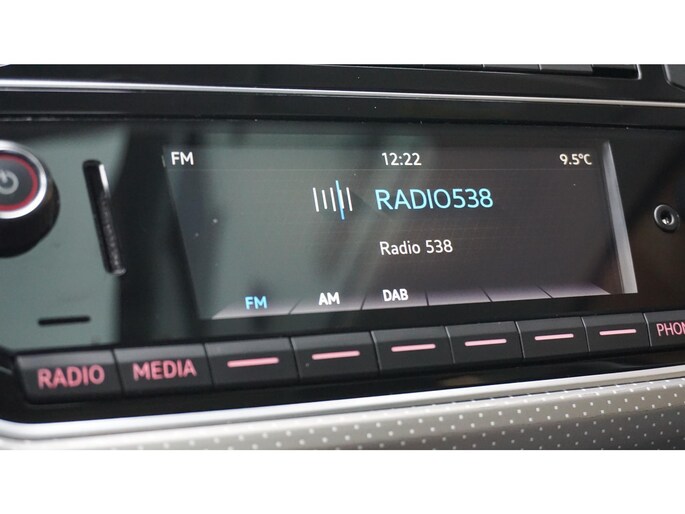 FM 12:22 9.5°C
RADIO538
Radio 538
FM AM DAB
RADIO MEDIA PHON